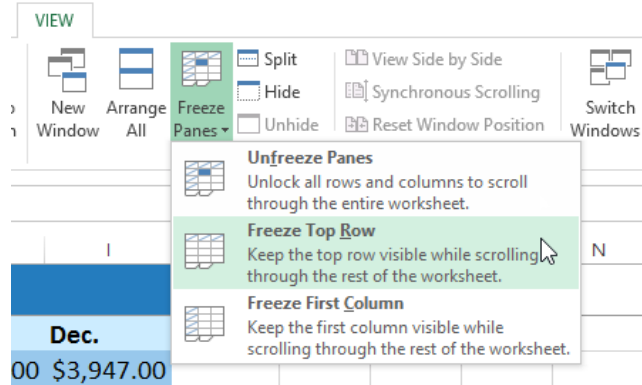 VIEW
New Window
Arrange All
Freeze Panes
Split
Hide
Unhide
View Side by Side
Synchronous Scrolling
Reset Window Position
Switch Windows
Unfreeze Panes
Unlock all rows and columns to scroll
through the entire worksheet.
Freeze Top Row
Keep the top row visible while scrolling
through the rest of the worksheet.
Freeze First Column
Keep the first column visible while
scrolling through the rest of the worksheet.
I
N
Dec.
00 $3,947.00